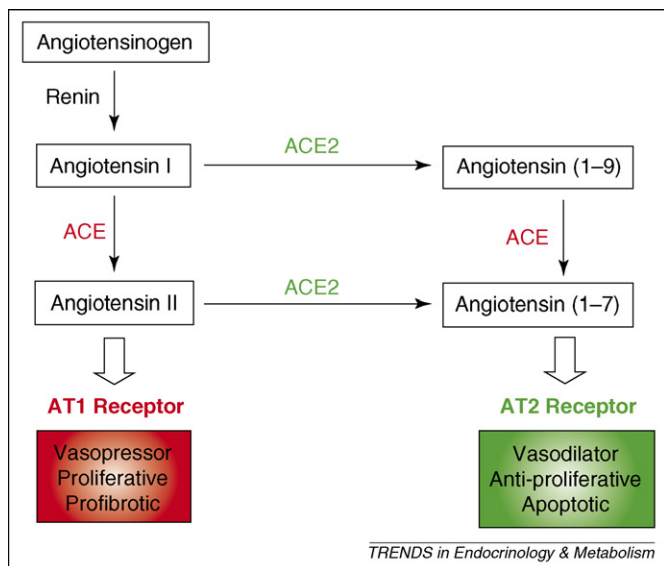 Angiotensinogen
Renin
Angiotensin I
ACE2
Angiotensin (1–9)
ACE
ACE
Angiotensin II
ACE2
Angiotensin (1–7)
AT1 Receptor
AT2 Receptor
Vasopressor
Proliferative
Profibrotic
Vasodilator
Anti-proliferative
Apoptotic
TRENDS in Endocrinology & Metabolism